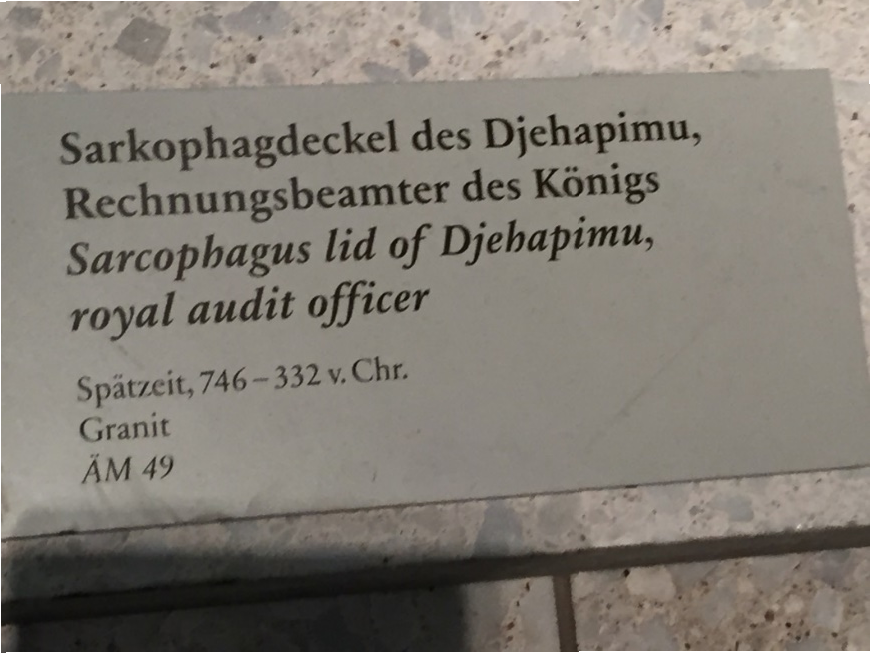 Sarkophagdeckel des Djehapimu,
Rechnungsbeamter des Königs
Sarcophagus lid of Djehapimu,
royal audit officer
Spätzeit, 746–332 v. Chr.
Granit
ÄM 49